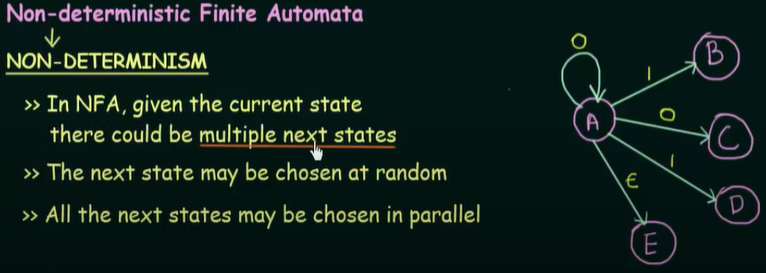 Non-deterministic Finite Automata
NON-DETERMINISM
>> In NFA, given the current state
there could be multiple next states
>> The next state may be chosen at random
>> All the next states may be chosen in parallel
0
A
1
B
0
C
1
D
ε
E